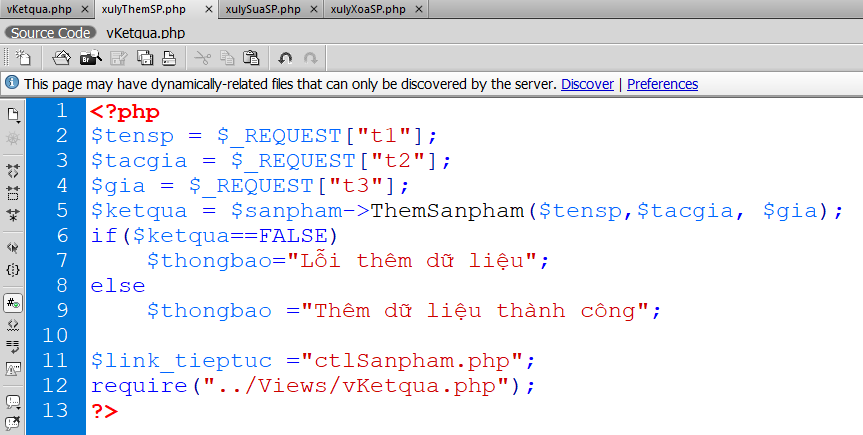 vKetqua.php × xulyThemSP.php × xulySuaSP.php × xulyXoaSP.php ×
Source Code vKetqua.php
This page may have dynamically-related files that can only be discovered by the server. Discover | Preferences
1 <?php
2 $tensp = $_REQUEST["t1"];
3 $tacgia = $_REQUEST["t2"];
4 $gia = $_REQUEST["t3"];
5 $ketqua = $sanpham->ThemSanpham($tensp,$tacgia, $gia);
6 if($ketqua==FALSE)
7 $thongbao="Lỗi thêm dữ liệu";
8 else
9 $thongbao ="Thêm dữ liệu thành công";
10
11 $link_tieptuc ="ctlSanpham.php";
12 require("../Views/vKetqua.php");
13 ?>